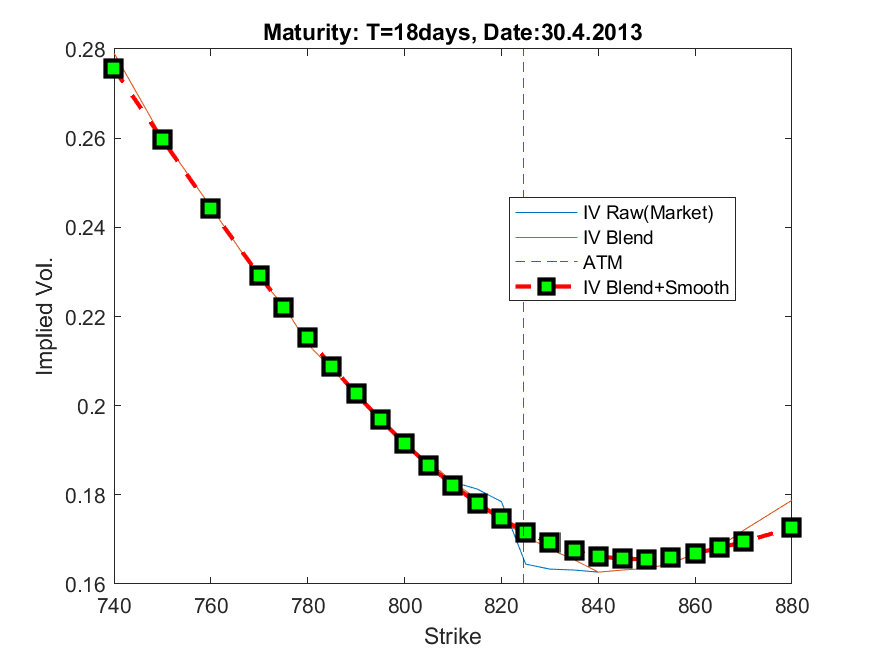 Maturity: T=18days, Date:30.4.2013
0.28
0.26
0.24
0.22
0.2
0.18
0.16
Implied Vol.
IV Raw(Market)
IV Blend
ATM
IV Blend+Smooth
740
760
780
800
820
840
860
880
Strike